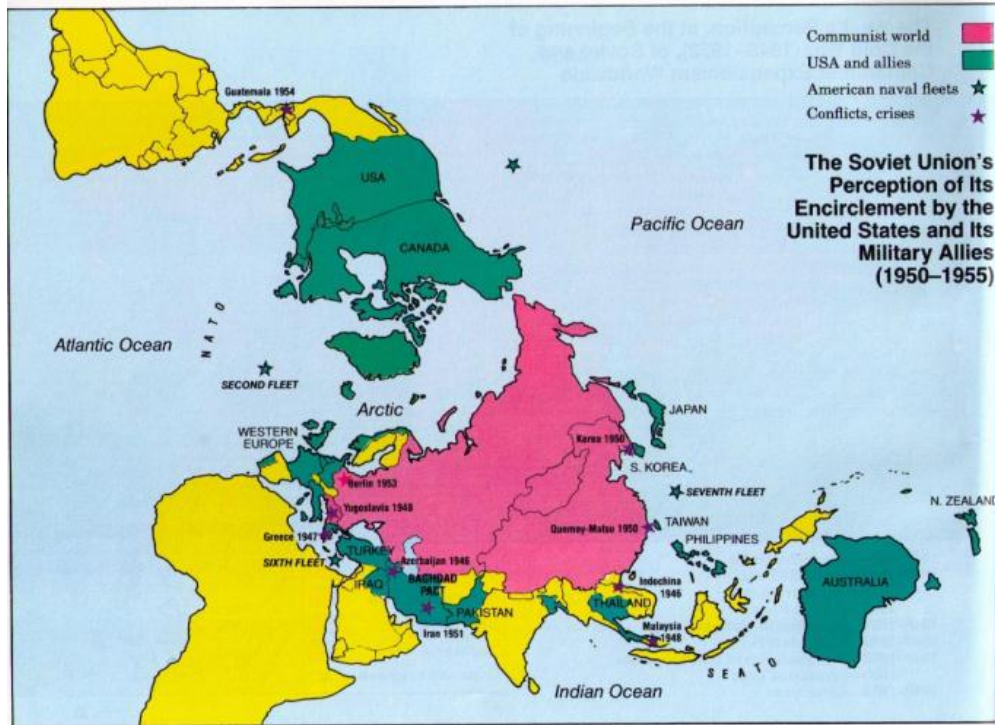 Communist world
USA and allies
American naval fleets
Conflicts, crises
The Soviet Union's
Perception of Its
Encirclement by the
United States and Its
Military Allies
(1950–1955)
Guatemala 1954
USA
CANADA
Pacific Ocean
NATO
Atlantic Ocean
SECOND FLEET
Arctic
WESTERN
EUROPE
JAPAN
Korea 1950
S. KOREA
Berlin 1953
SEVENTH FLEET
N. ZEALAND
Yugoslavia 1948
Quemoy-Matsu 1950
TAIWAN
Greece 1947
PHILIPPINES
TURKEY
SIXTH FLEET
Azerbaijan 1946
IRAQ
BAGHDAD
PACT
Indochina
1946
AUSTRALIA
PAKISTAN
THAILAND
Iran 1951
Malaysia
1948
SEATO
Indian Ocean